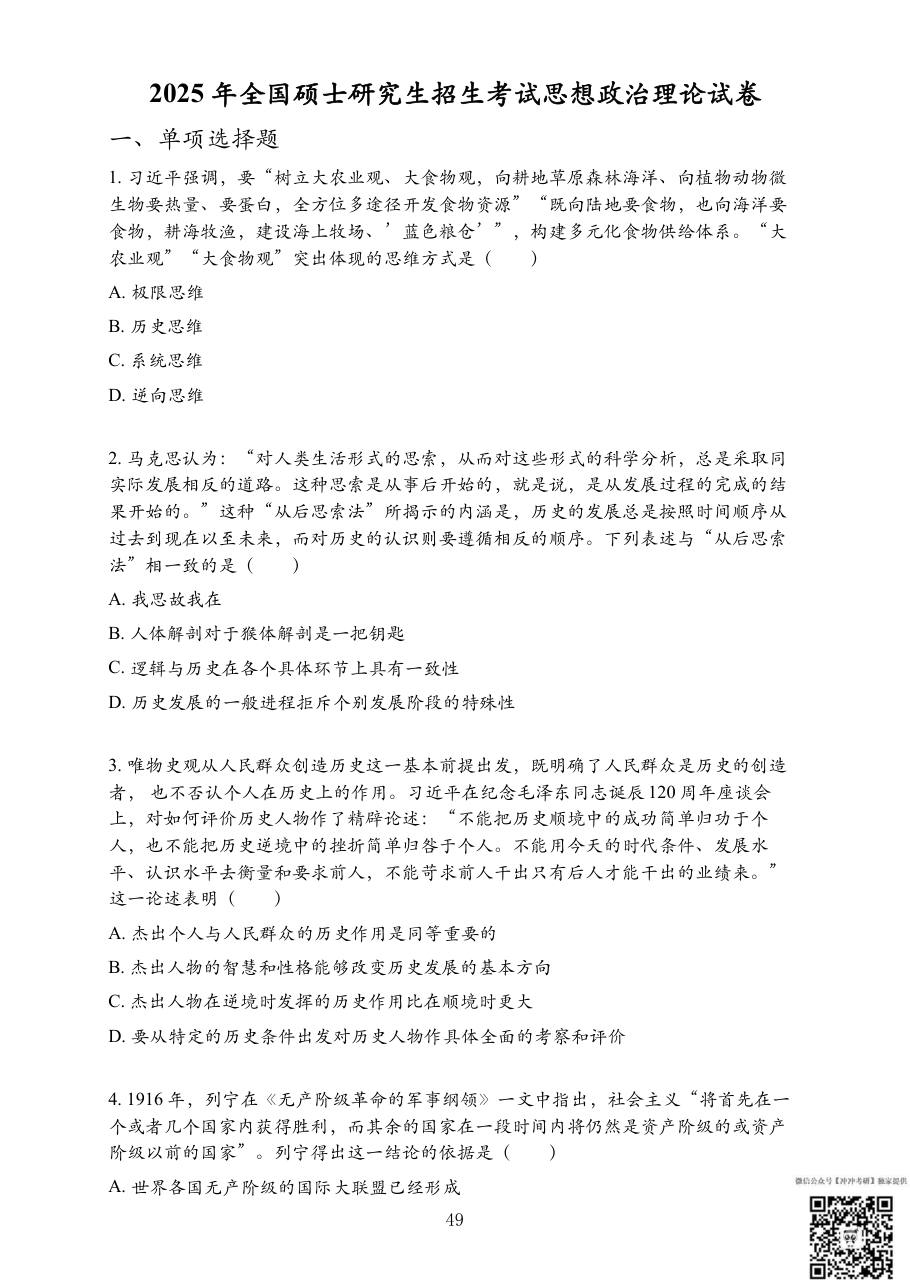 2025 年全国硕士研究生招生考试思想政治理论试卷
一、单项选择题
1. 习近平强调，要“树立大农业观、大食物观，向耕地草原森林海洋、向植物动物微
生物要热量、要蛋白，全方位多途径开发食物资源”“既向陆地要食物，也向海洋要
食物，耕海牧渔，建设海上牧场、’蓝色粮仓’”，构建多元化食物供给体系。“大
农业观”“大食物观”突出体现的思维方式是（　　）
A. 极限思维
B. 历史思维
C. 系统思维
D. 逆向思维
2. 马克思认为：“对人类生活形式的思索，从而对这些形式的科学分析，总是采取同
实际发展相反的道路。这种思索是从事后开始的，就是说，是从发展过程的完成的结
果开始的。”这种“从后思索法”所揭示的内涵是，历史的发展总是按照时间顺序从
过去到现在以至未来，而对历史的认识则要遵循相反的顺序。下列表述与“从后思索
法”相一致的是（　　）
A. 我思故我在
B. 人体解剖对于猴体解剖是一把钥匙
C. 逻辑与历史在各个具体环节上具有一致性
D. 历史发展的一般进程拒斥个别发展阶段的特殊性
3. 唯物史观从人民群众创造历史这一基本前提出发，既明确了人民群众是历史的创造
者， 也不否认个人在历史上的作用。习近平在纪念毛泽东同志诞辰 120 周年座谈会
上，对如何评价历史人物作了精辟论述：“不能把历史顺境中的成功简单归功于个
人，也不能把历史逆境中的挫折简单归咎于个人。不能用今天的时代条件、发展水
平、认识水平去衡量和要求前人，不能苛求前人干出只有后人才能干出的业绩来。”
这一论述表明（　　）
A. 杰出个人与人民群众的历史作用是同等重要的
B. 杰出人物的智慧和性格能够改变历史发展的基本方向
C. 杰出人物在逆境时发挥的历史作用比在顺境时更大
D. 要从特定的历史条件出发对历史人物作具体全面的考察和评价
4. 1916 年，列宁在《无产阶级革命的军事纲领》一文中指出，社会主义“将首先在一
个或者几个国家内获得胜利，而其余的国家在一段时间内将仍然是资产阶级的或资产
阶级以前的国家”。列宁得出这一结论的依据是（　　）
A. 世界各国无产阶级的国际大联盟已经形成
49
微信公众号【冲冲考研】独家提供